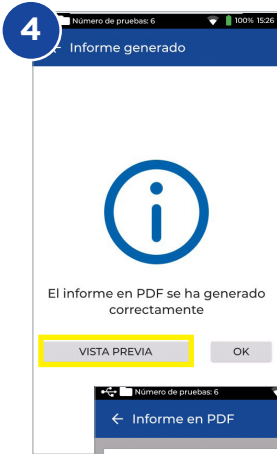 4
Número de pruebas: 6 100% 15:26
← Informe generado
i
El informe en PDF se ha generado
correctamente
VISTA PREVIA OK
Número de pruebas: 6
← Informe en PDF